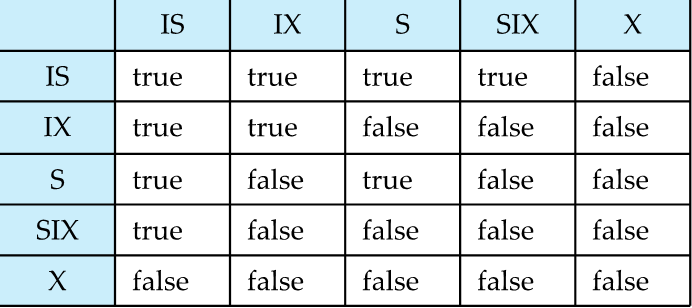 IS IX S SIX X
IS true true true true false
IX true true false false false
S true false true false false
SIX true false false false false
X false false false false false